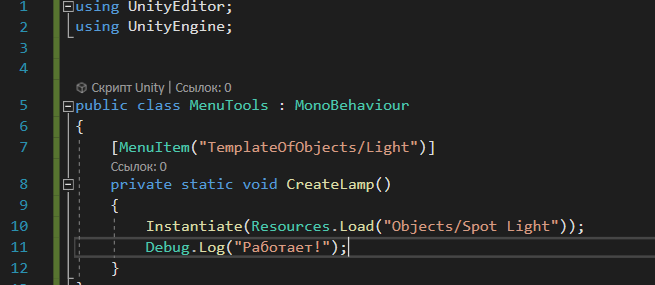 1 using UnityEditor;
2 using UnityEngine;
3
4
Скрипт Unity | Ссылок: 0
5 public class MenuTools : MonoBehaviour
6 {
7 [MenuItem("TemplateOfObjects/Light")]
Ссылок: 0
8 private static void CreateLamp()
9 {
10 Instantiate(Resources.Load("Objects/Spot Light"));
11 Debug.Log("Работает!");
12 }